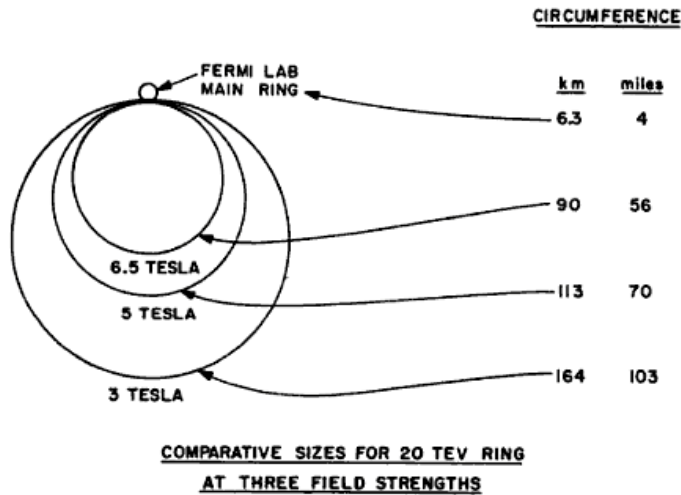 CIRCUMFERENCE
FERMI LAB
MAIN RING
km miles
6.3 4
90 56
6.5 TESLA
113 70
5 TESLA
164 103
3 TESLA
COMPARATIVE SIZES FOR 20 TEV RING
AT THREE FIELD STRENGTHS